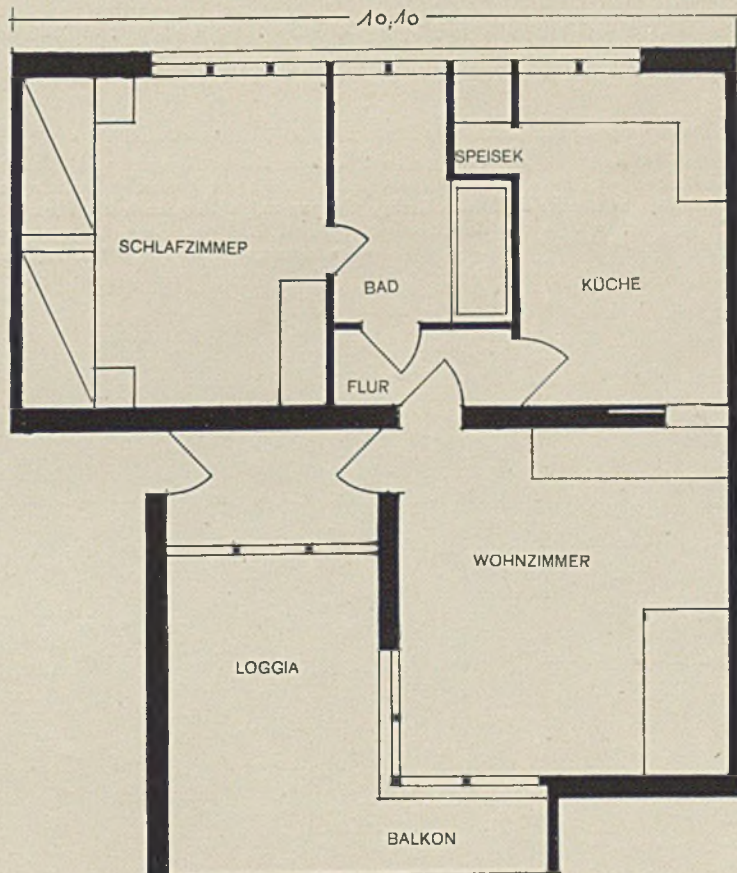 10,10
SPEISEK
SCHLAFZIMMEP
BAD
KÜCHE
FLUR
WOHNZIMMER
LOGGIA
BALKON